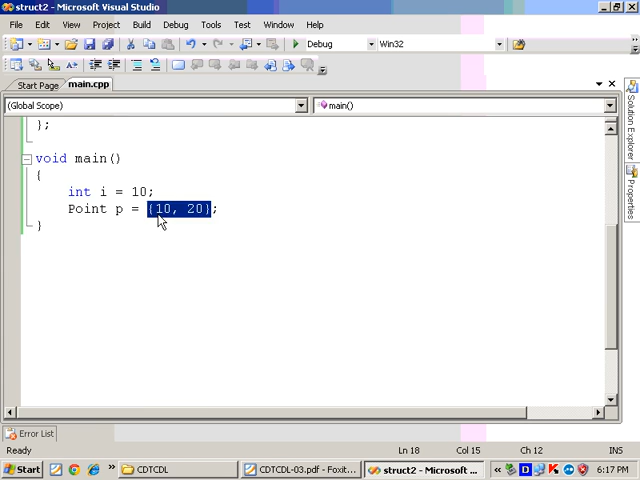 struct2 - Microsoft Visual Studio
File Edit View Project Build Debug Tools Test Window Help
Debug Win32
Start Page main.cpp
(Global Scope) main()
};
void main()
{
int i = 10;
Point p = {10, 20};
}
Solution Explorer
Properties
Error List
Ready Ln 18 Col 15 Ch 12 INS
Start CDTCDL CDTCDL-03.pdf - Foxit... struct2 - Microsoft ... 6:17 PM